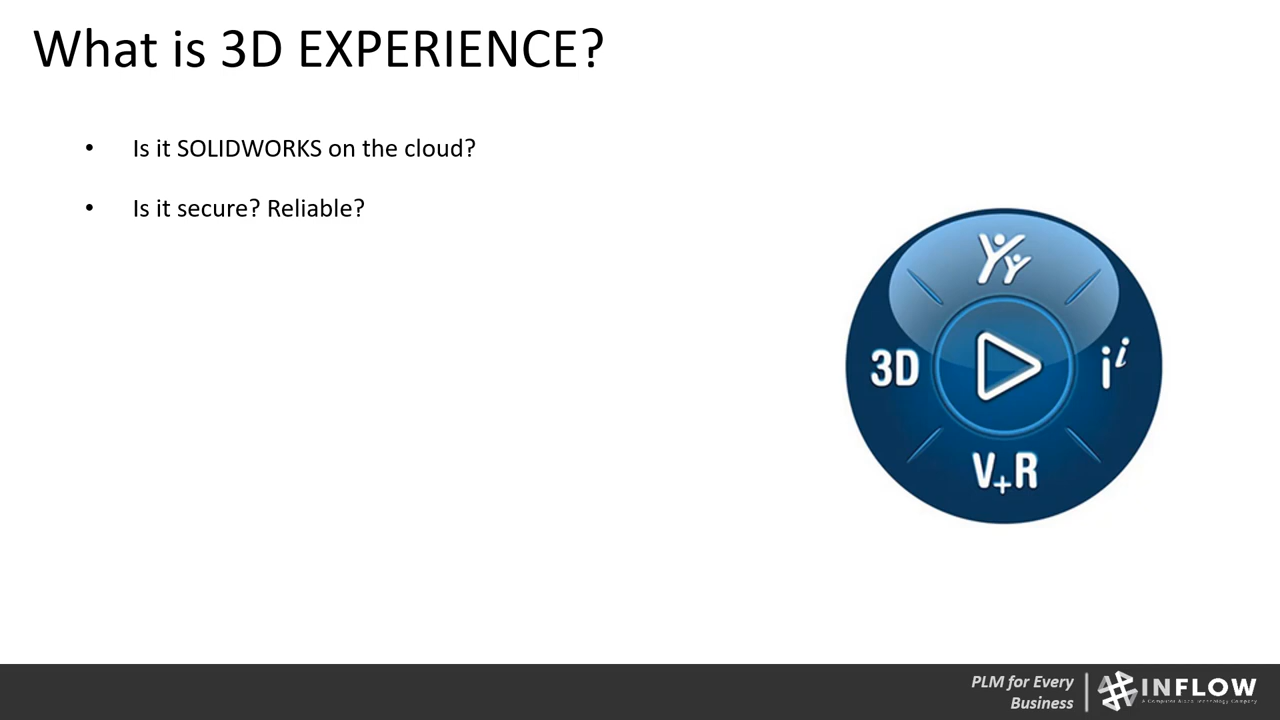 What is 3D EXPERIENCE?
• Is it SOLIDWORKS on the cloud?
• Is it secure? Reliable?
3D
i i
V+R
PLM for Every
Business
INFLOW